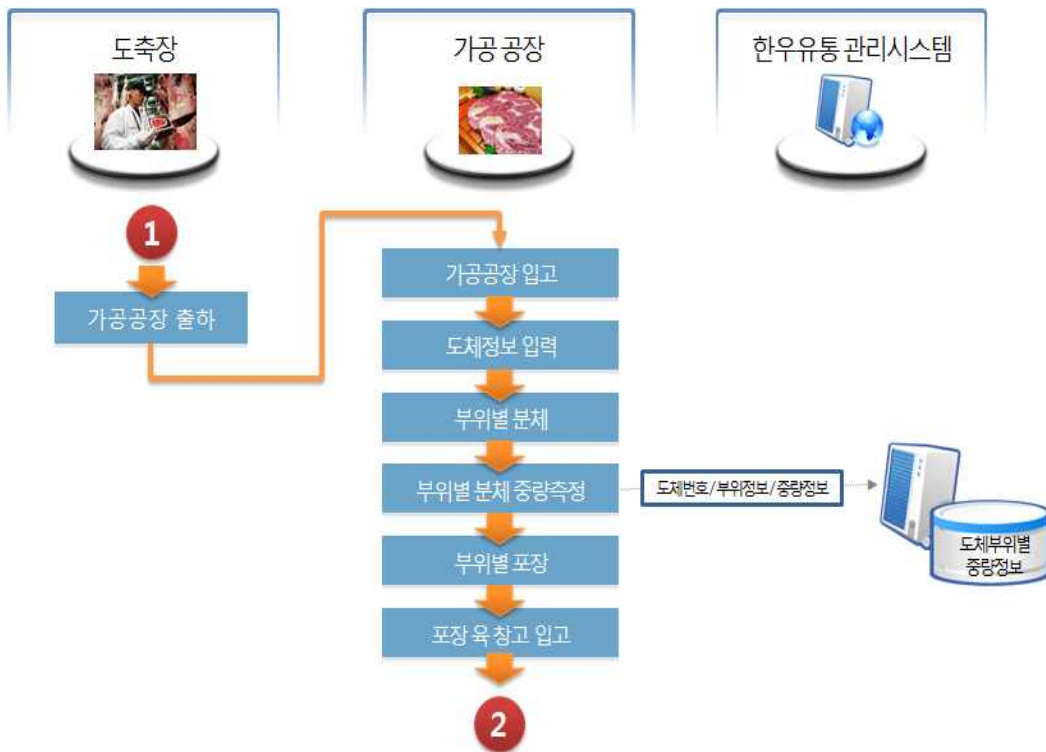 도축장
가공 공장
한우유통 관리시스템
1
가공공장 출하
가공공장 입고
도체정보 입력
부위별 분체
부위별 분체 중량측정
도체번호/부위정보/중량정보
도체부위별
중량정보
부위별 포장
포장 육 창고 입고
2